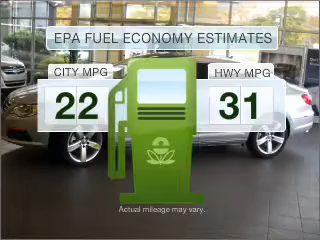 EPA FUEL ECONOMY ESTIMATES
CITY MPG
HWY MPG
22
31
Actual mileage may vary.